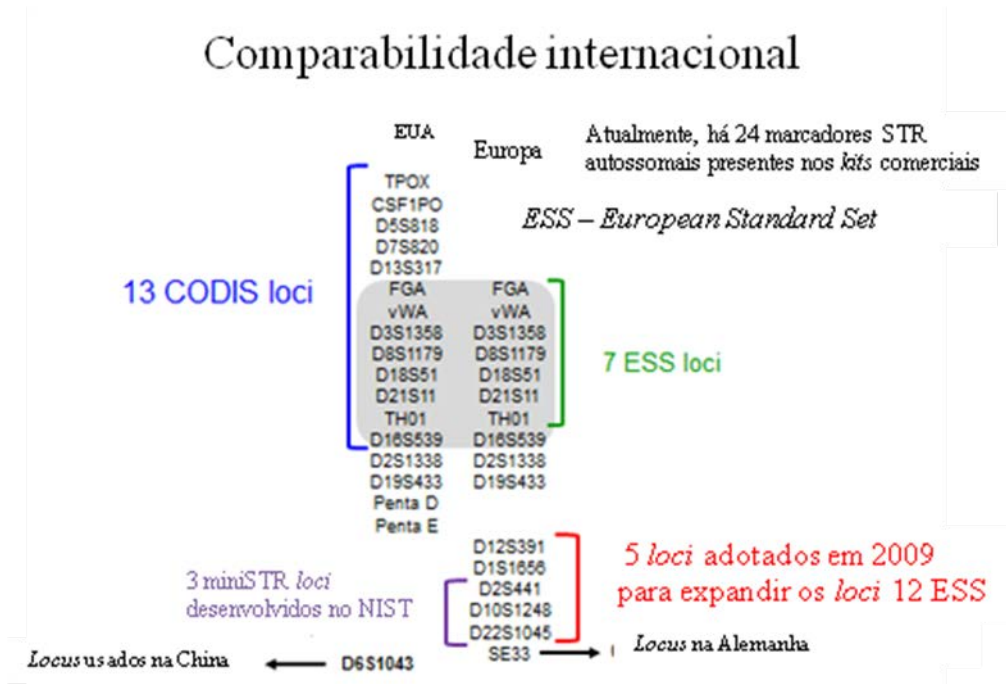 Comparabilidade internacional
EUA
Europa
Atualmente, há 24 marcadores STR
autossomais presentes nos kits comerciais
ESS – European Standard Set
TPOX
CSF1PO
D5S818
D7S820
D13S317
FGA FGA
vWA vWA
D3S1358 D3S1358
D8S1179 D8S1179
D18S51 D18S51
D21S11 D21S11
TH01 TH01
D16S539 D16S539
D2S1338 D2S1338
D19S433 D19S433
Penta D
Penta E
13 CODIS loci
7 ESS loci
D12S391
D1S1656
D2S441
D10S1248
D22S1045
SE33
5 loci adotados em 2009
para expandir os loci 12 ESS
3 miniSTR loci
desenvolvidos no NIST
Locus na Alemanha
Locus usados na China
D6S1043